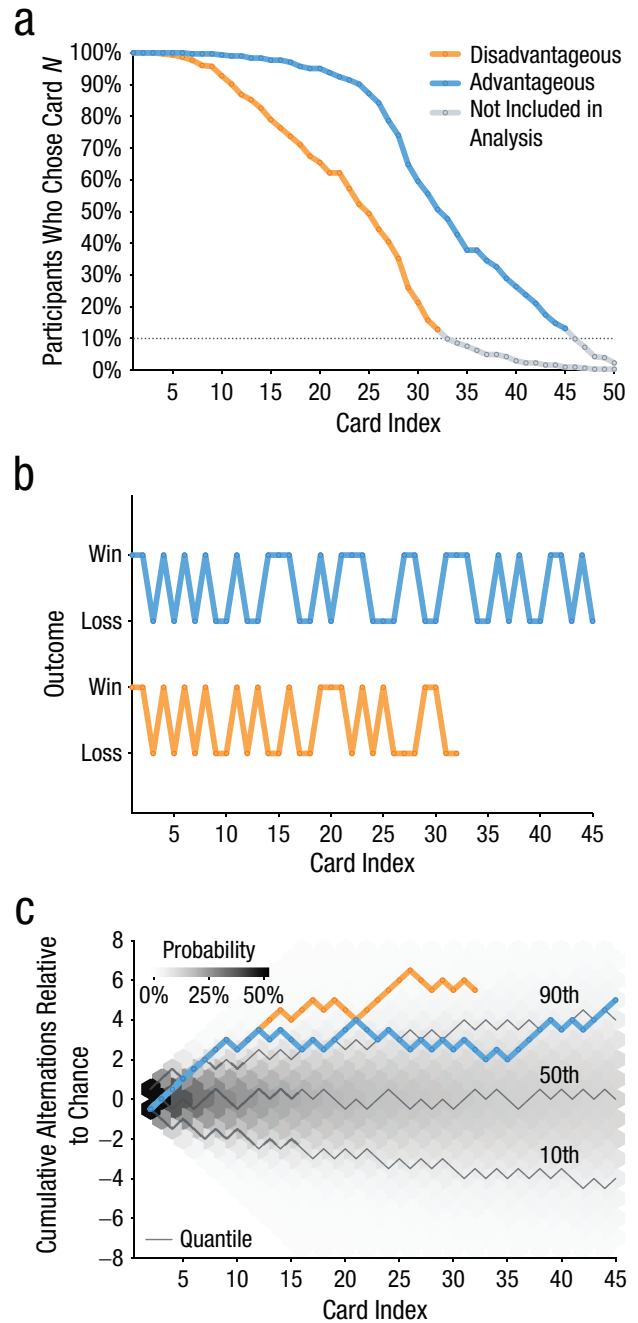 a
100%
90%
80%
70%
60%
50%
40%
30%
20%
10%
0%
Participants Who Chose Card N
Disadvantageous
Advantageous
Not Included in
Analysis
5 10 15 20 25 30 35 40 45 50
Card Index
b
Win
Loss
Win
Loss
Outcome
5 10 15 20 25 30 35 40 45
Card Index
c
Cumulative Alternations Relative
to Chance
8
6
4
2
0
−2
−4
−6
−8
Probability
0% 25% 50%
90th
50th
10th
Quantile
5 10 15 20 25 30 35 40 45
Card Index